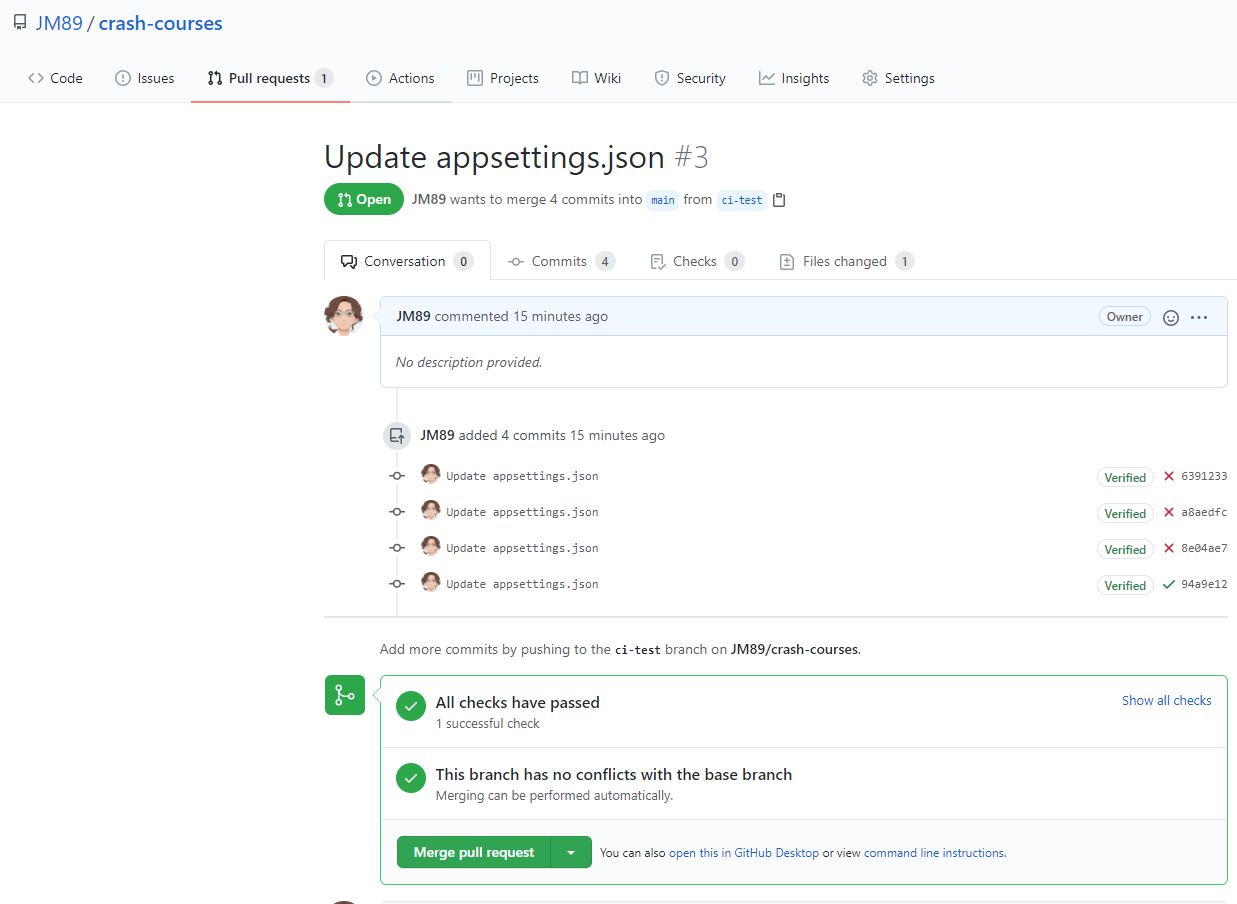 JM89 / crash-courses
Code Issues Pull requests 1 Actions Projects Wiki Security Insights Settings
Update appsettings.json #3
Open JM89 wants to merge 4 commits into main from ci-test
Conversation 0 Commits 4 Checks 0 Files changed 1
JM89 commented 15 minutes ago Owner
No description provided.
JM89 added 4 commits 15 minutes ago
Update appsettings.json Verified 6391233
Update appsettings.json Verified a8aedfc
Update appsettings.json Verified 8e04ae7
Update appsettings.json Verified 94a9e12
Add more commits by pushing to the ci-test branch on JM89/crash-courses.
All checks have passed Show all checks
1 successful check
This branch has no conflicts with the base branch
Merging can be performed automatically.
Merge pull request You can also open this in GitHub Desktop or view command line instructions.